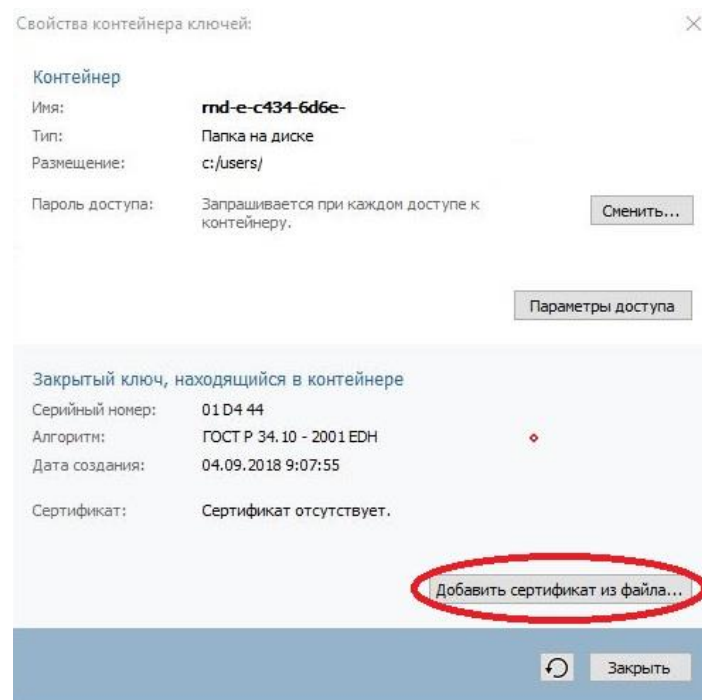 Свойства контейнера ключей:
Контейнер
Имя: rnd-e-c434-6d6e-
Тип: Папка на диске
Размещение: c:/users/
Пароль доступа: Запрашивается при каждом доступе к
контейнеру.
Сменить...
Параметры доступа
Закрытый ключ, находящийся в контейнере
Серийный номер: 01 D4 44
Алгоритм: ГОСТ Р 34.10 - 2001 EDH
Дата создания: 04.09.2018 9:07:55
Сертификат: Сертификат отсутствует.
Добавить сертификат из файла...
Закрыть